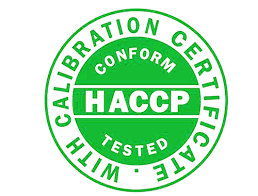 · WITH CALIBRATION CERTIFICATE ·
CONFORM
HACCP
TESTED